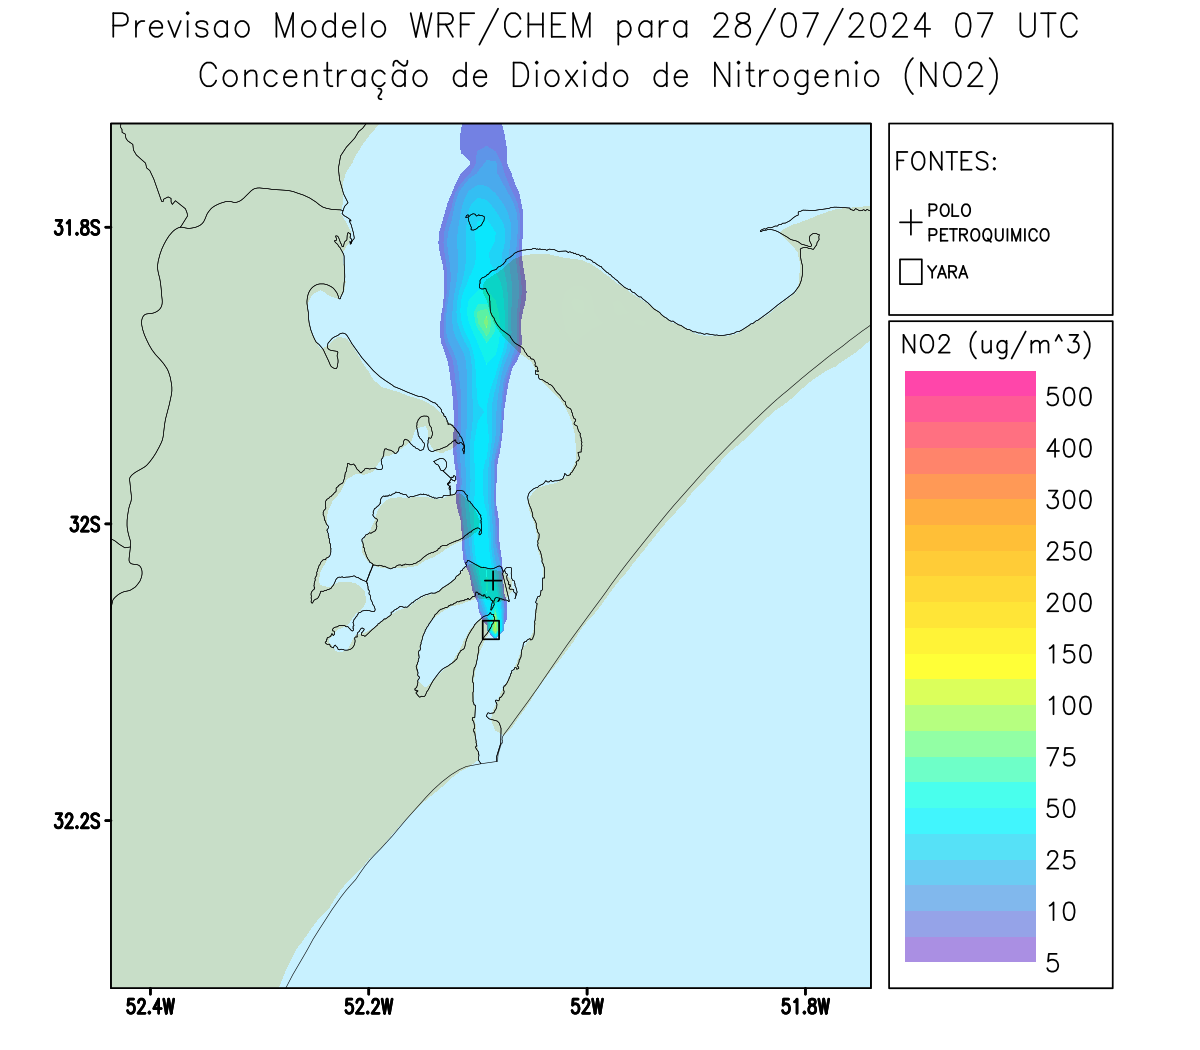 Previsao Modelo WRF/CHEM para 28/07/2024 07 UTC
Concentração de Dioxido de Nitrogenio (NO2)
FONTES:
POLO
PETROQUIMICO
YARA
NO2 (ug/m^3)
500
400
300
250
200
150
100
75
50
25
10
5
31.8S
32S
32.2S
52.4W
52.2W
52W
51.8W